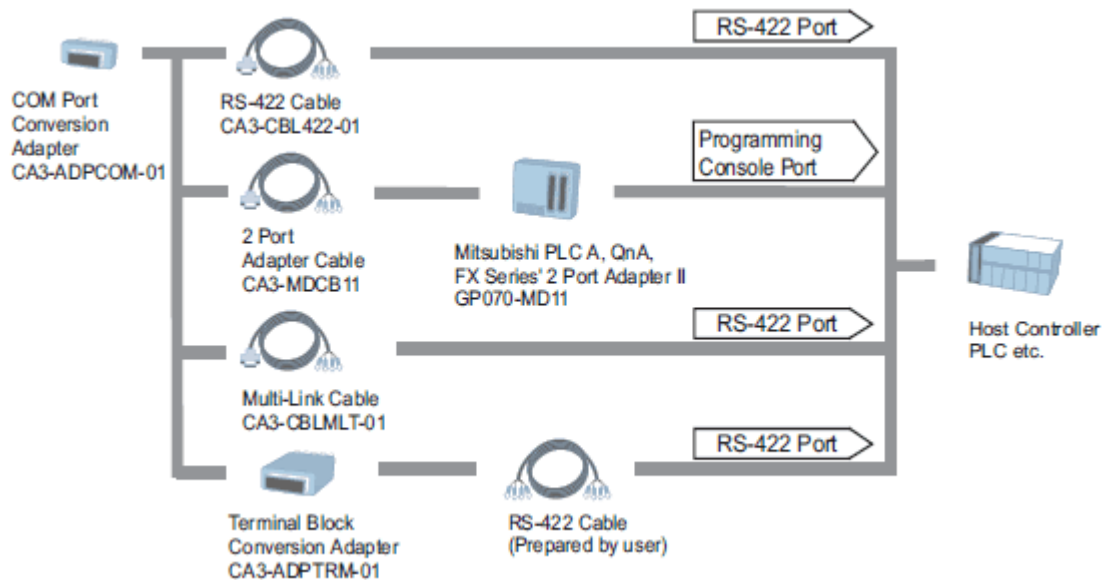 RS-422 Port
COM Port
Conversion
Adapter
CA3-ADPCOM-01
RS-422 Cable
CA3-CBL422-01
Programming
Console Port
2 Port
Adapter Cable
CA3-MDCB11
Mitsubishi PLC A, QnA,
FX Series' 2 Port Adapter II
GP070-MD11
RS-422 Port
Host Controller
PLC etc.
Multi-Link Cable
CA3-CBLMLT-01
RS-422 Port
Terminal Block
Conversion Adapter
CA3-ADPTRM-01
RS-422 Cable
(Prepared by user)